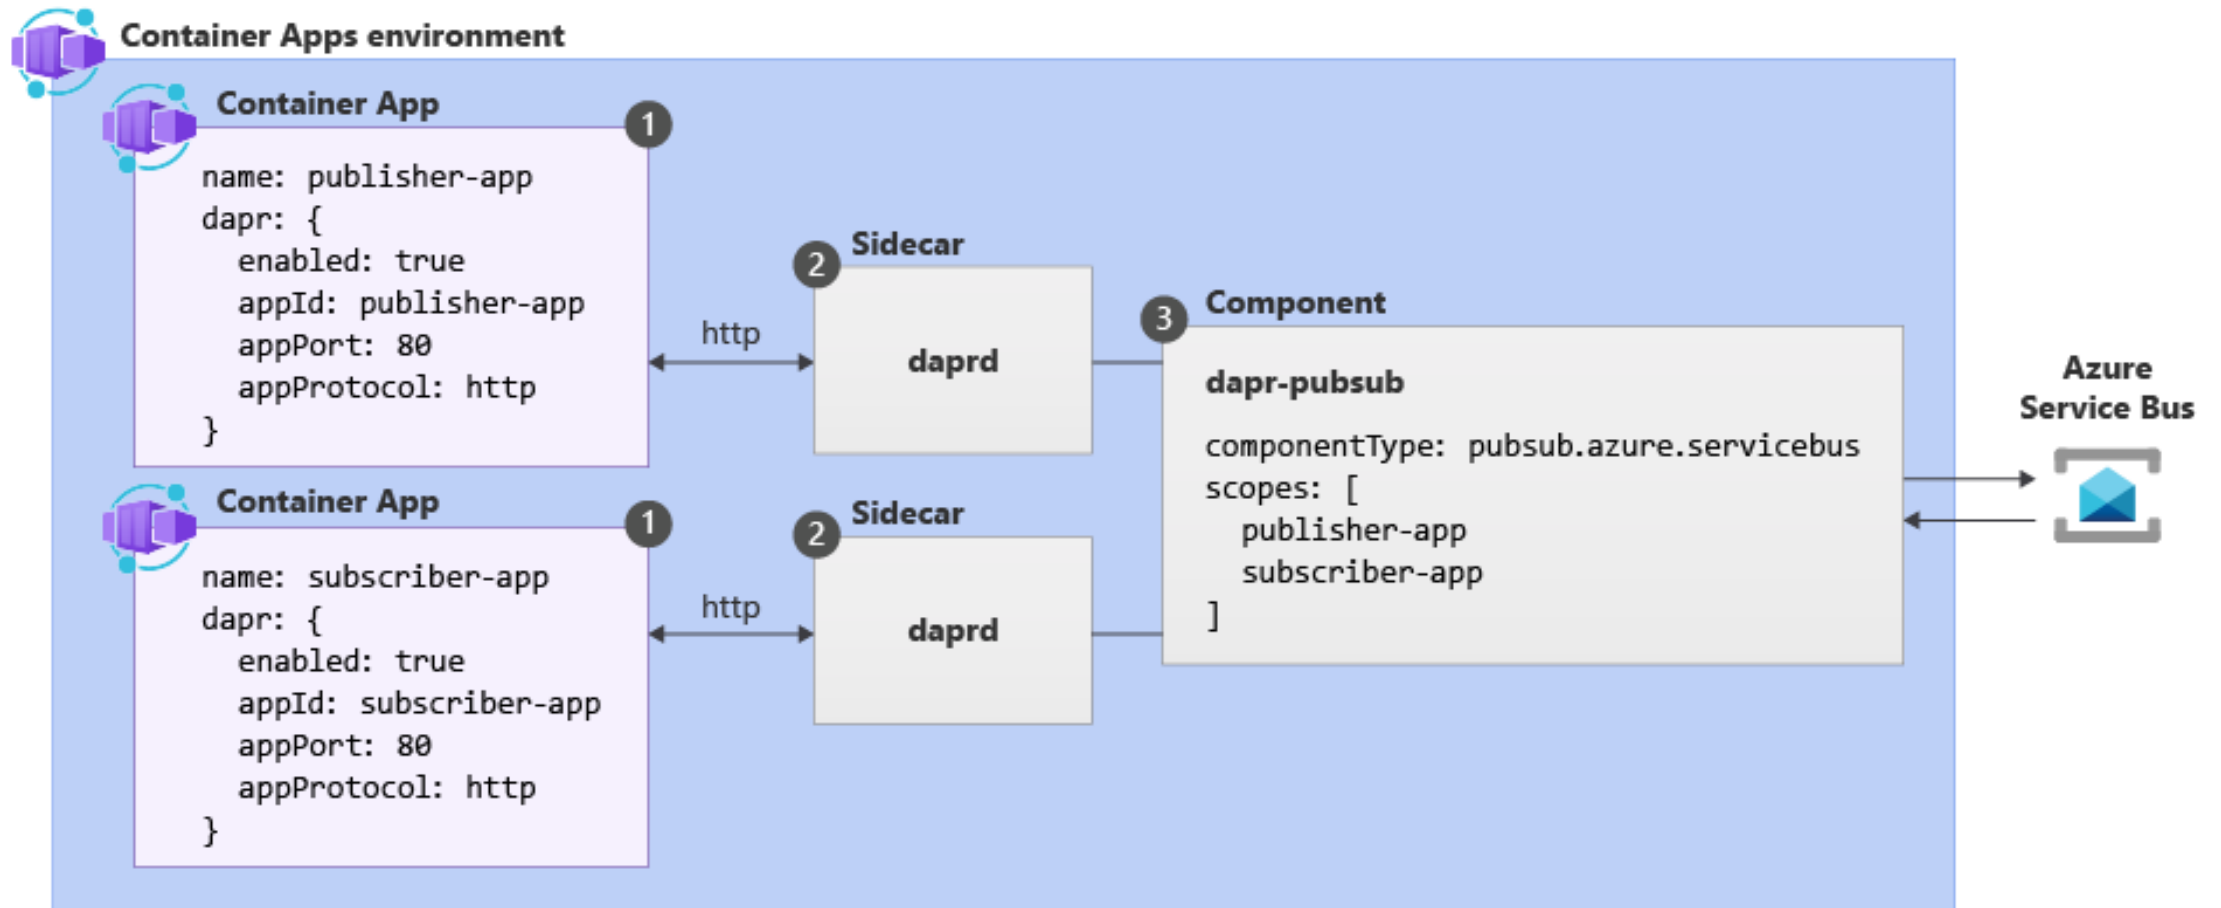 Container Apps environment
Container App
1
name: publisher-app
dapr: {
enabled: true
appId: publisher-app
appPort: 80
appProtocol: http
}
http
2
Sidecar
daprd
Container App
1
name: subscriber-app
dapr: {
enabled: true
appId: subscriber-app
appPort: 80
appProtocol: http
}
http
2
Sidecar
daprd
3
Component
dapr-pubsub
componentType: pubsub.azure.servicebus
scopes: [
publisher-app
subscriber-app
]
Azure
Service Bus